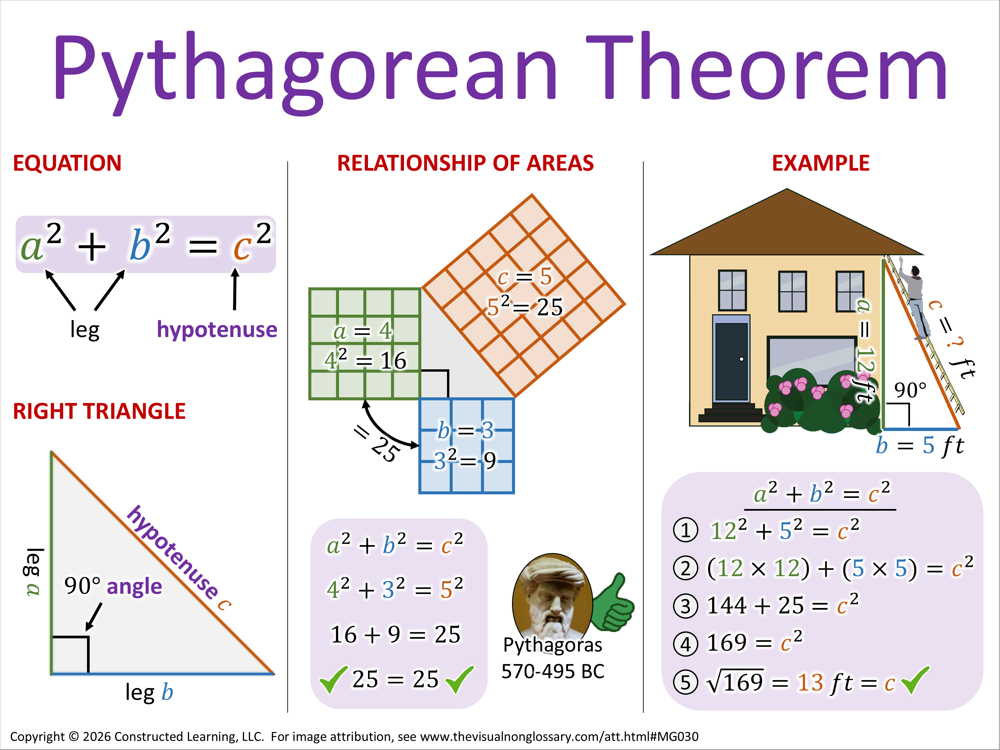 Pythagorean Theorem
EQUATION
a² + b² = c²
leg
hypotenuse
RIGHT TRIANGLE
leg a
hypotenuse c
90° angle
leg b
RELATIONSHIP OF AREAS
c = 5
5² = 25
a = 4
4² = 16
= 25
b = 3
3² = 9
a² + b² = c²
4² + 3² = 5²
16 + 9 = 25
25 = 25
Pythagoras
570-495 BC
EXAMPLE
a = 12 ft
c = ? ft
90°
b = 5 ft
a² + b² = c²
① 12² + 5² = c²
② (12 × 12) + (5 × 5) = c²
③ 144 + 25 = c²
④ 169 = c²
⑤ √169 = 13 ft = c
Copyright © 2026 Constructed Learning, LLC. For image attribution, see www.thevisualnonglossary.com/att.html#MG030